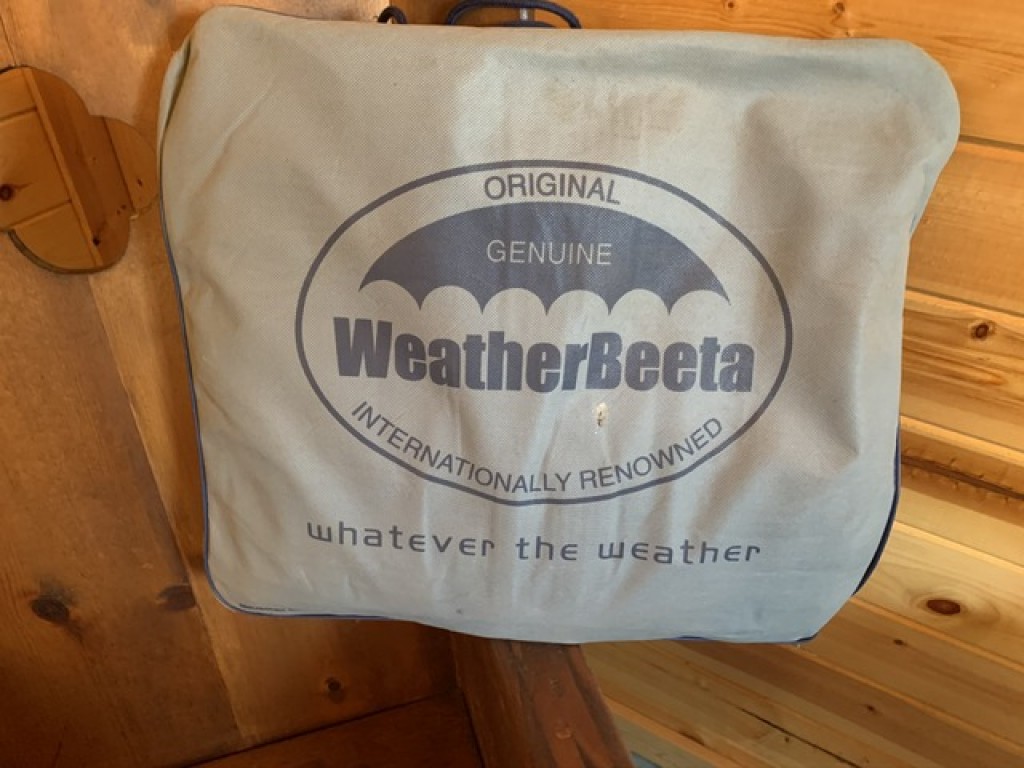 ORIGINAL
GENUINE
WeatherBeeta
INTERNATIONALLY RENOWNED
whatever the weather